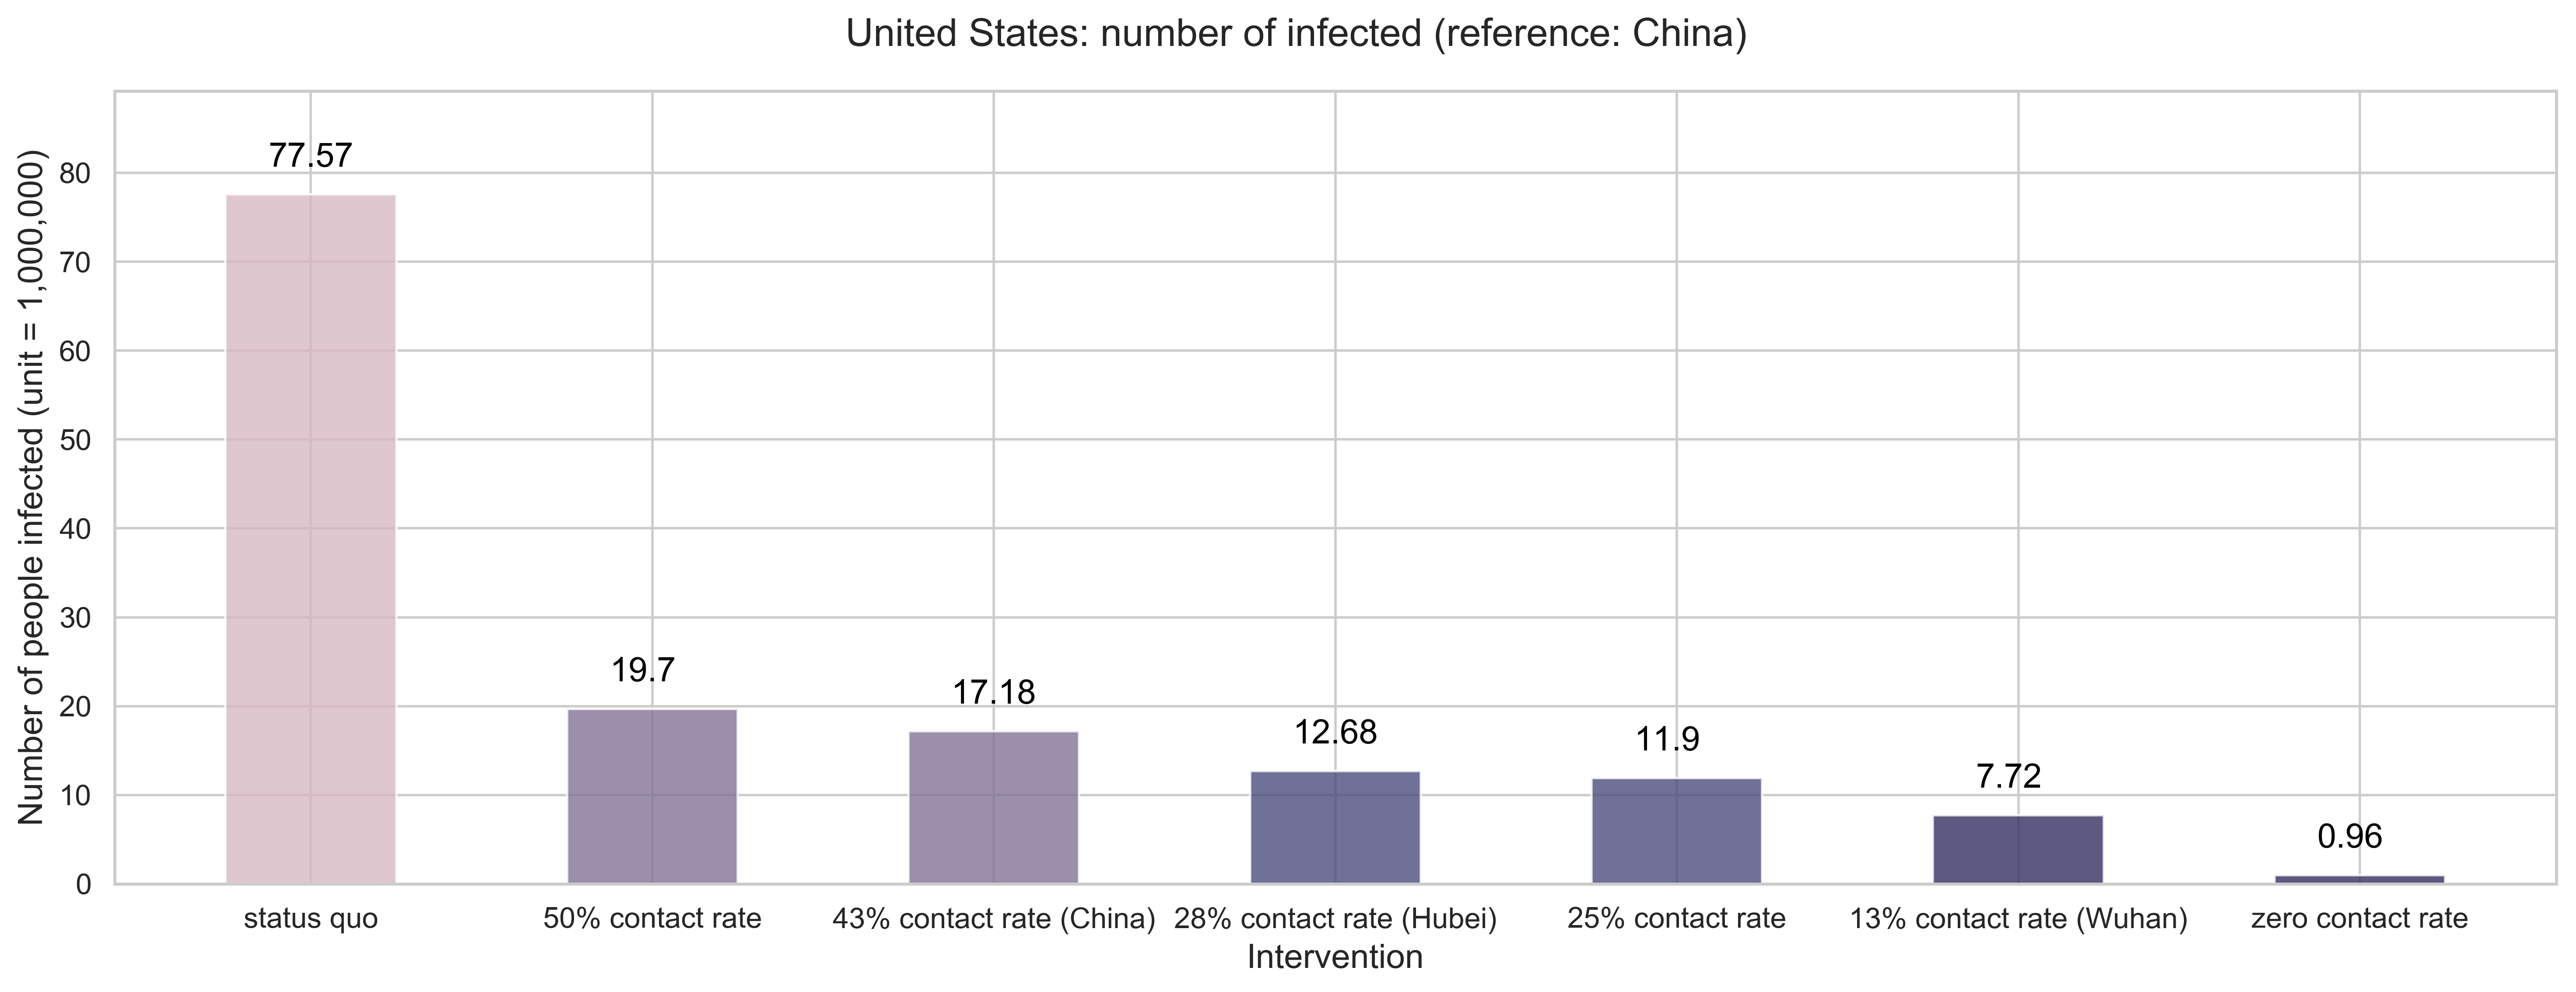 United States: number of infected (reference: China)
Number of people infected (unit = 1,000,000)
80
70
60
50
40
30
20
10
0
77.57
19.7
17.18
12.68
11.9
7.72
0.96
status quo
50% contact rate
43% contact rate (China)
28% contact rate (Hubei)
25% contact rate
13% contact rate (Wuhan)
zero contact rate
Intervention